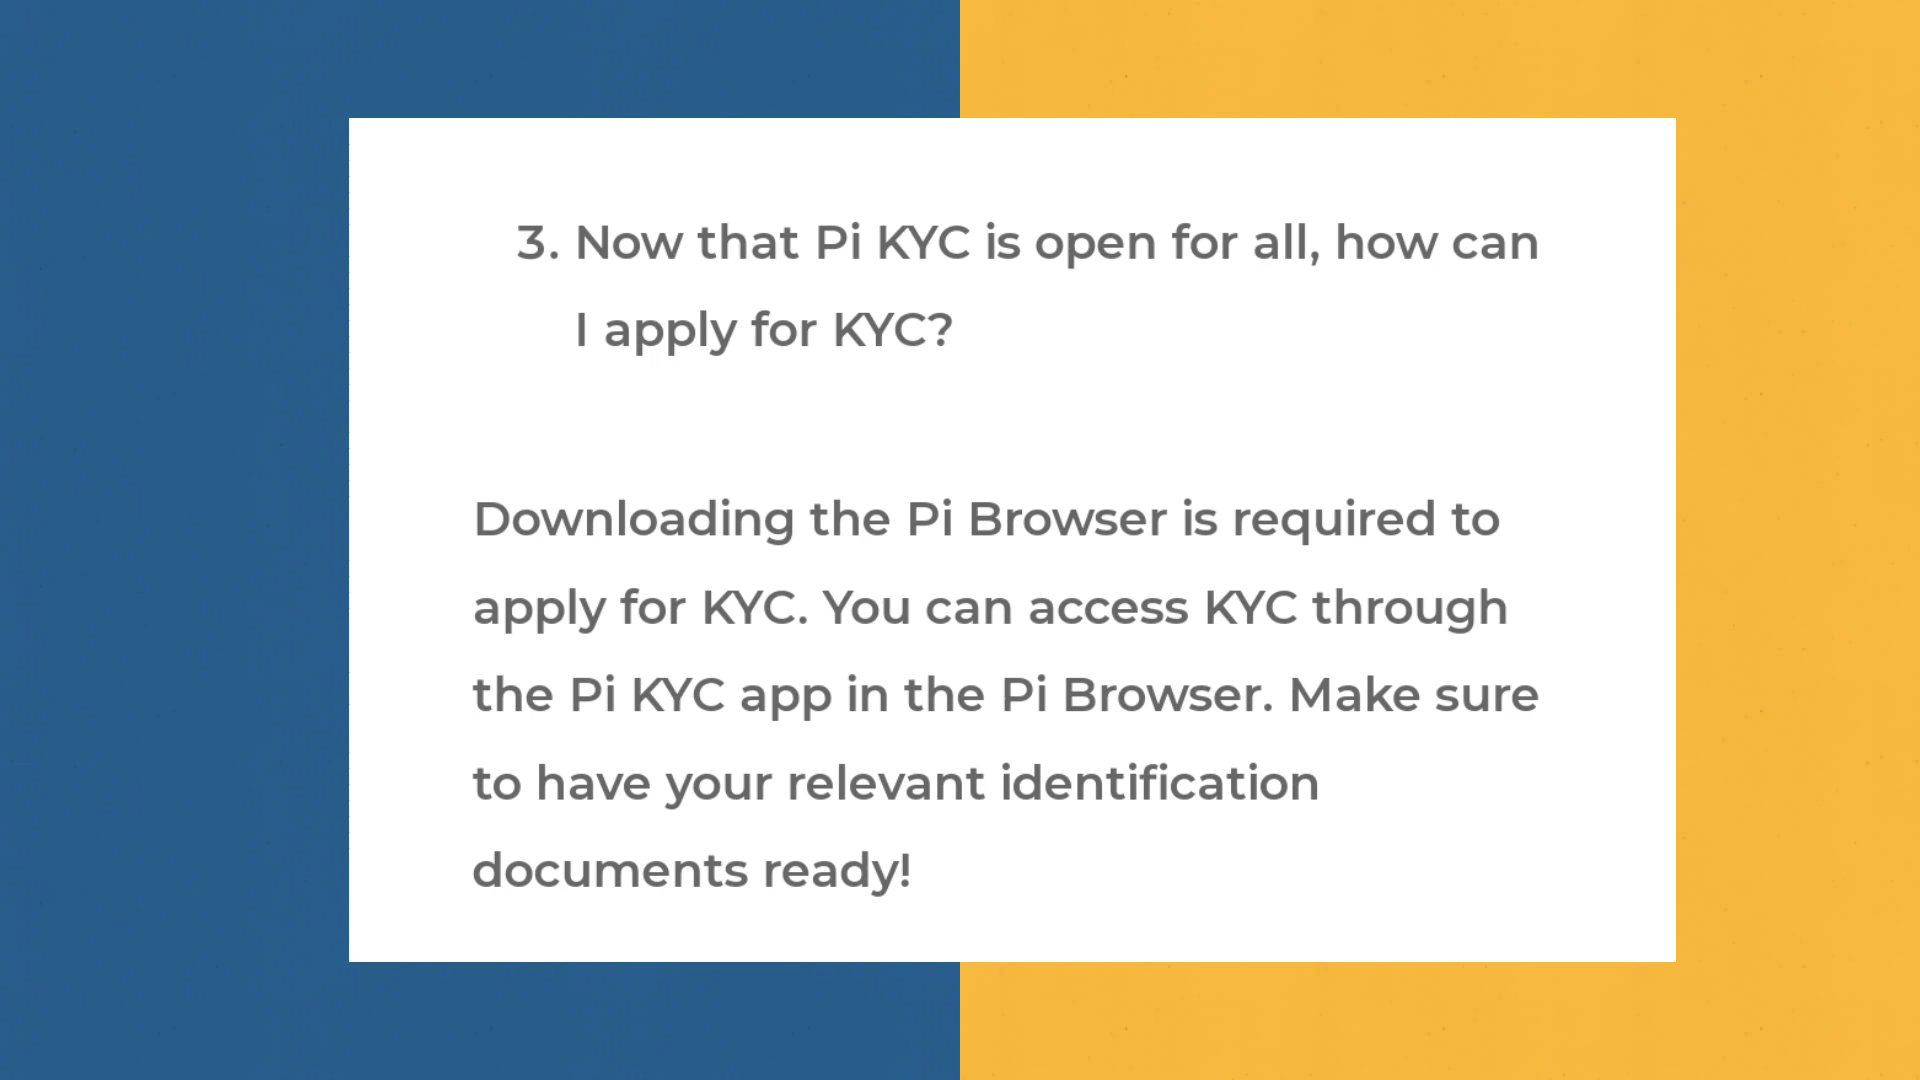 3. Now that Pi KYC is open for all, how can
I apply for KYC?
Downloading the Pi Browser is required to
apply for KYC. You can access KYC through
the Pi KYC app in the Pi Browser. Make sure
to have your relevant identification
documents ready!